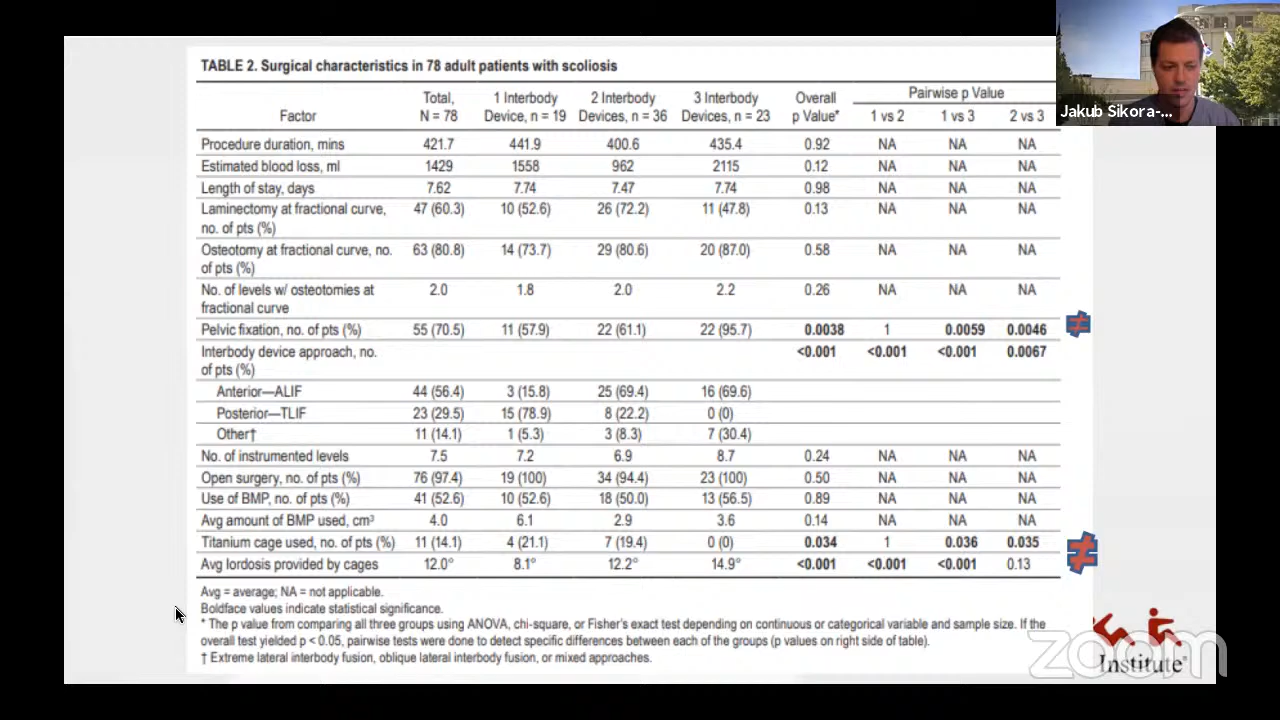 TABLE 2. Surgical characteristics in 78 adult patients with scoliosis
Factor Total, N = 78 1 Interbody Device, n = 19 2 Interbody Devices, n = 36 3 Interbody Devices, n = 23 Overall p Value* Pairwise p Value 1 vs 2 1 vs 3 2 vs 3
Procedure duration, mins 421.7 441.9 400.6 435.4 0.92 NA NA NA
Estimated blood loss, ml 1429 1558 962 2115 0.12 NA NA NA
Length of stay, days 7.62 7.74 7.47 7.74 0.98 NA NA NA
Laminectomy at fractional curve, 47 (60.3) 10 (52.6) 26 (72.2) 11 (47.8) 0.13 NA NA NA
no. of pts (%)
Osteotomy at fractional curve, no. 63 (80.8) 14 (73.7) 29 (80.6) 20 (87.0) 0.58 NA NA NA
of pts (%)
No. of levels w/ osteotomies at 2.0 1.8 2.0 2.2 0.26 NA NA NA
fractional curve
Pelvic fixation, no. of pts (%) 55 (70.5) 11 (57.9) 22 (61.1) 22 (95.7) 0.0038 1 0.0059 0.0046 ≠
Interbody device approach, no. <0.001 <0.001 <0.001 0.0067
of pts (%)
Anterior—ALIF 44 (56.4) 3 (15.8) 25 (69.4) 16 (69.6)
Posterior—TLIF 23 (29.5) 15 (78.9) 8 (22.2) 0 (0)
Other† 11 (14.1) 1 (5.3) 3 (8.3) 7 (30.4)
No. of instrumented levels 7.5 7.2 6.9 8.7 0.24 NA NA NA
Open surgery, no. of pts (%) 76 (97.4) 19 (100) 34 (94.4) 23 (100) 0.50 NA NA NA
Use of BMP, no. of pts (%) 41 (52.6) 10 (52.6) 18 (50.0) 13 (56.5) 0.89 NA NA NA
Avg amount of BMP used, cm³ 4.0 6.1 2.9 3.6 0.14 NA NA NA
Titanium cage used, no. of pts (%) 11 (14.1) 4 (21.1) 7 (19.4) 0 (0) 0.034 1 0.036 0.035 ≠
Avg lordosis provided by cages 12.0° 8.1° 12.2° 14.9° <0.001 <0.001 <0.001 0.13
Avg = average; NA = not applicable.
Boldface values indicate statistical significance.
* The p value from comparing all three groups using ANOVA, chi-square, or Fisher's exact test depending on continuous or categorical variable and sample size. If the
overall test yielded p < 0.05, pairwise tests were done to detect specific differences between each of the groups (p values on right side of table).
† Extreme lateral interbody fusion, oblique lateral interbody fusion, or mixed approaches.
Jakub Sikora-...
zoom
Institute